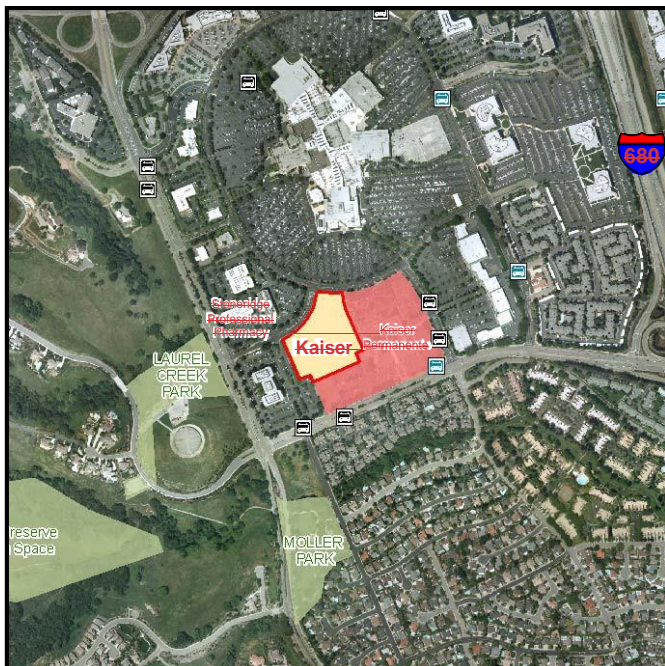 680
Stoneridge
Professional
Pharmacy
Kaiser
Kaiser
Permanente
LAUREL
CREEK
PARK
reserve
Space
MOLLER
PARK